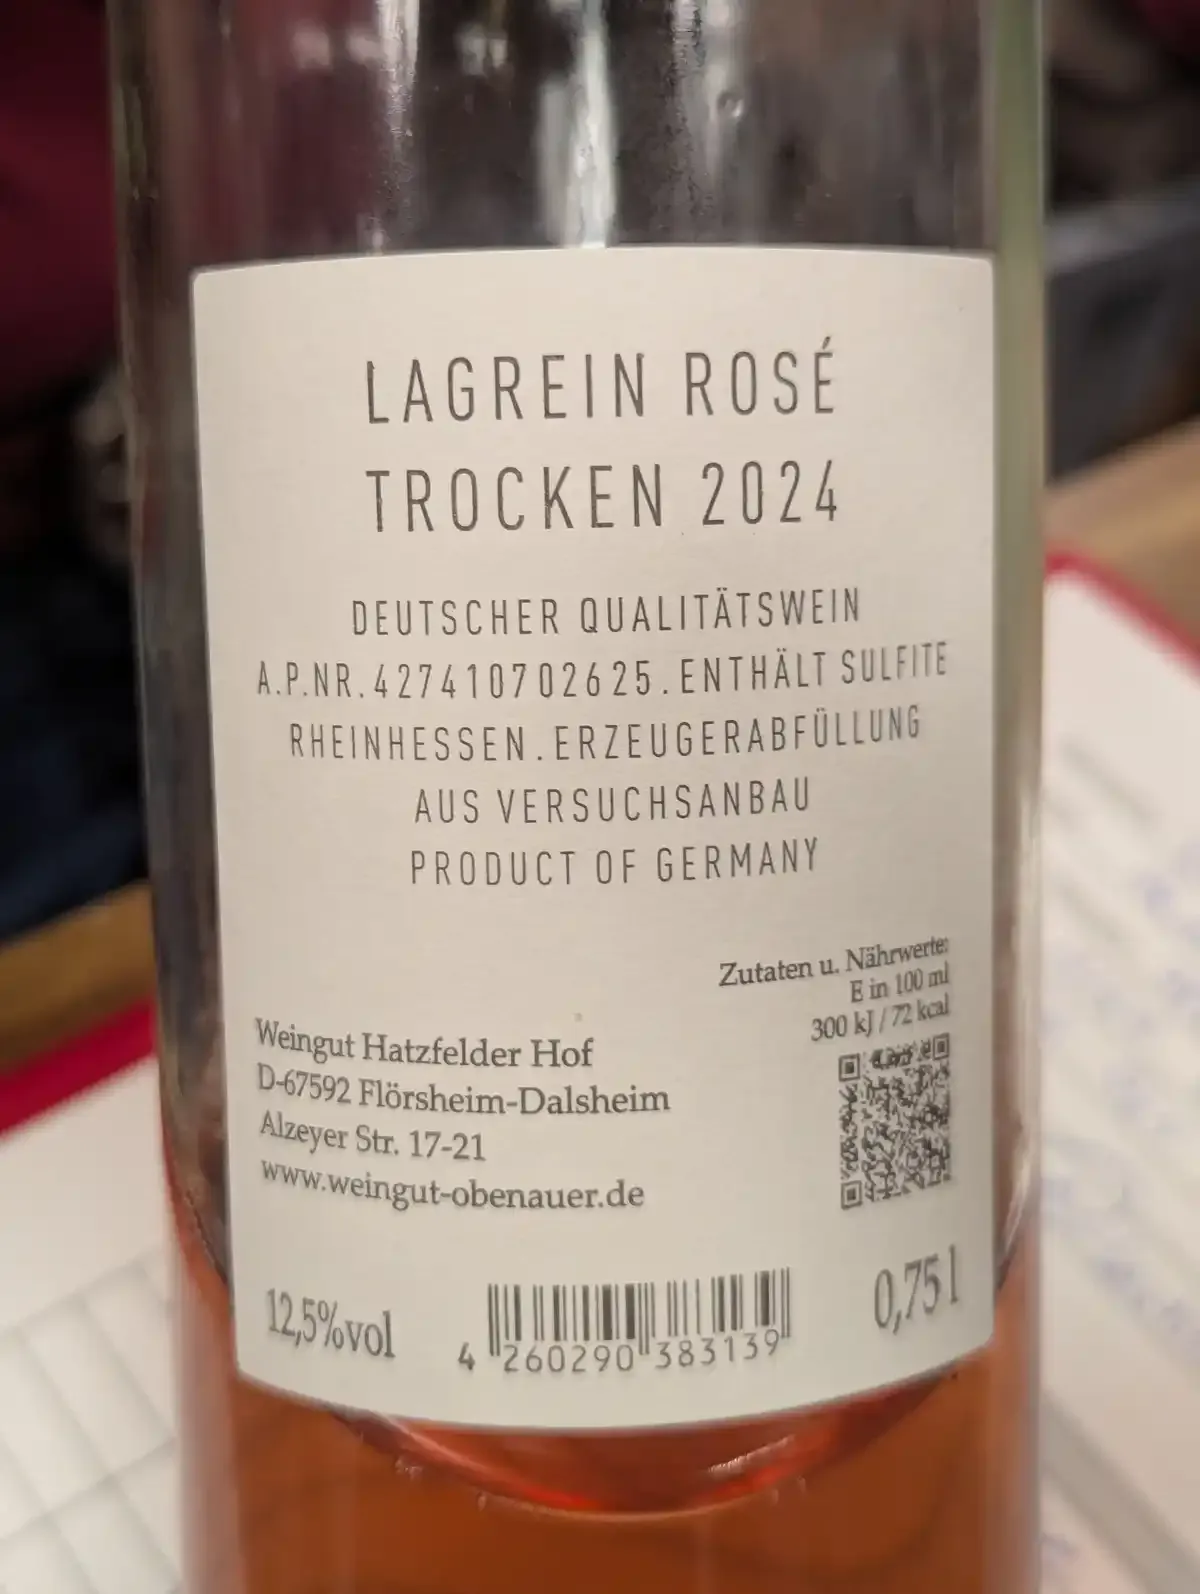 LAGREIN ROSÉ
TROCKEN 2024
DEUTSCHER QUALITÄTSWEIN
A.P.NR.427410702625.ENTHÄLT SULFITE
RHEINHESSEN.ERZEUGERABFÜLLUNG
AUS VERSUCHSANBAU
PRODUCT OF GERMANY
Zutaten u. Nährwerte:
E in 100 ml
300 kJ / 72 kcal
Weingut Hatzfelder Hof
D-67592 Flörsheim-Dalsheim
Alzeyer Str. 17-21
www.weingut-obenauer.de
12,5%vol
4 260290 383139
0,75 l